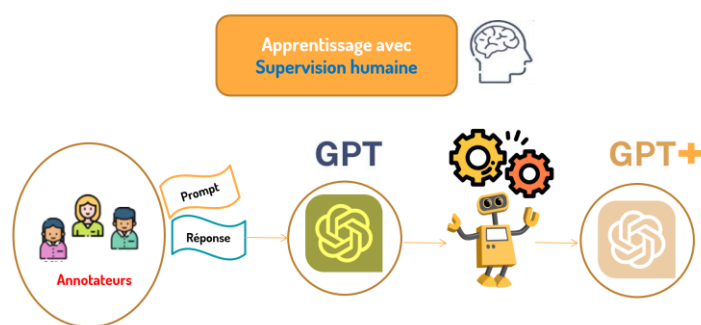 Apprentissage avec
Supervision humaine
GPT
GPT+
Prompt
Réponse
Annotateurs